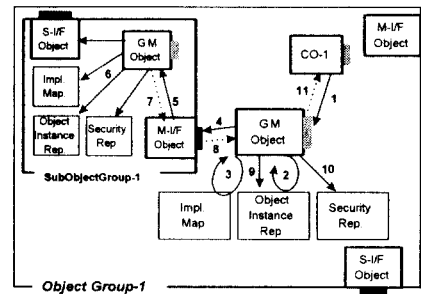 S-I/F
Object
G M
Object
Impl.
Map.
6
7
5
Object
Instance
Rep.
Security
Rep.
M-I/F
Object
SubObjectGroup-1
CO-1
M-I/F
Object
11
1
4
8
G M
Object
3
9
2
10
Impl.
Map
Object
Instance
Rep.
Security
Rep.
S-I/F
Object
Object Group-1